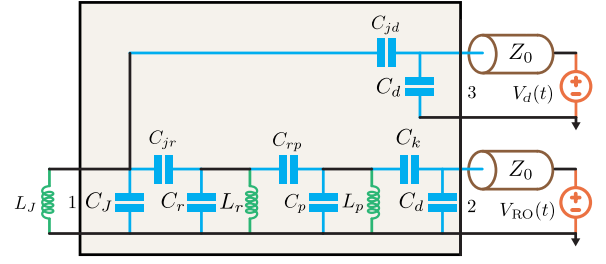 C_{jd}
Z_0
C_d
3
V_d(t)
C_{jr}
C_{rp}
C_k
Z_0
L_J
1
C_J
C_r
L_r
C_p
L_p
C_d
2
V_{RO}(t)